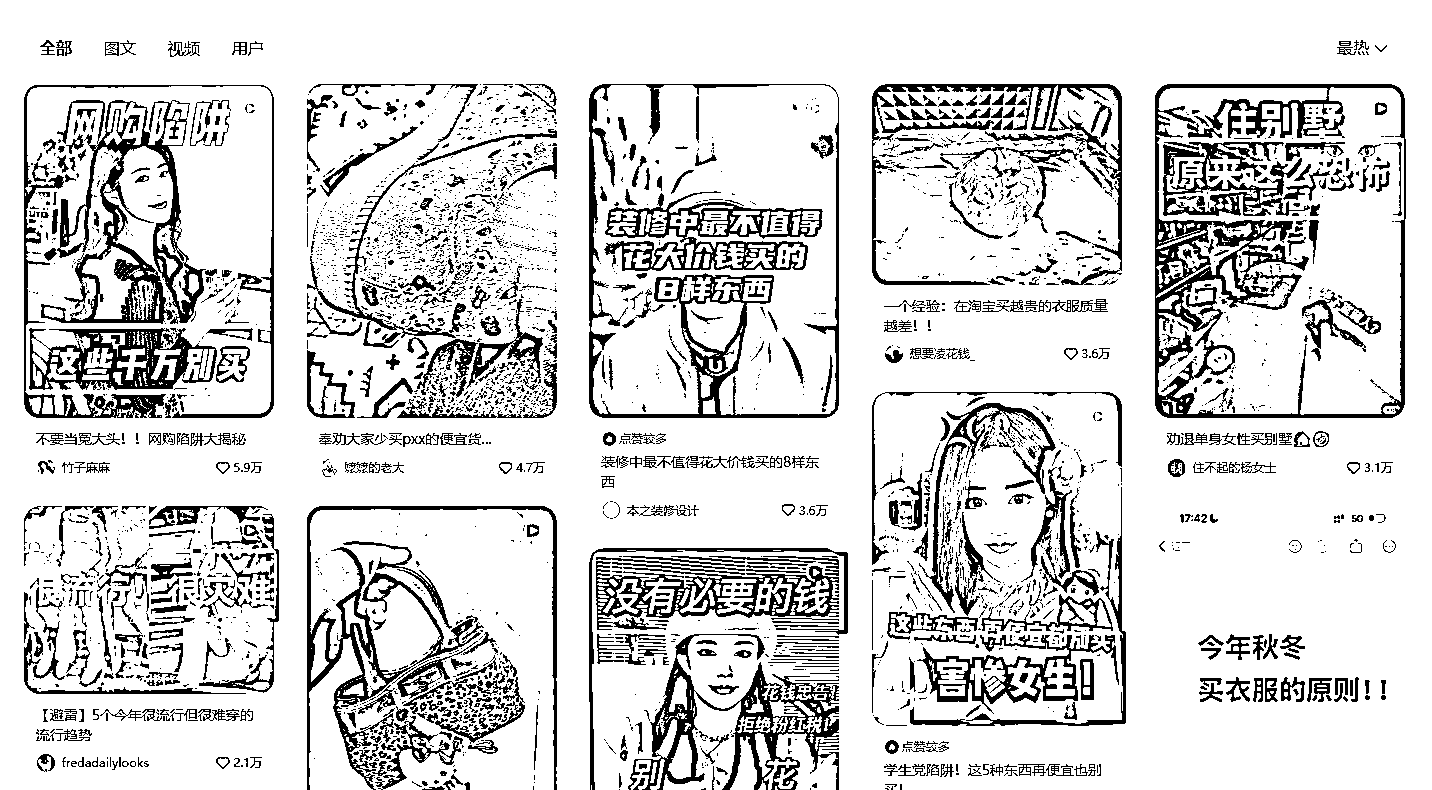 全部
图文
视频
用户
最热
网购陷阱
这些千万别买
不要当冤大头！！网购陷阱大揭秘
竹子麻麻
5.9万
奉劝大家少买pxx的便宜货...
嬡嬡的老大
4.7万
装修中最不值得
花大价钱买的
8样东西
点赞较多
装修中最不值得花大价钱买的8样东
西
本之装修设计
3.6万
一个经验：在淘宝买越贵的衣服质量
越差！！
想要凌花钱_
3.6万
住别墅
原来这么恐怖
劝退单身女性买别墅
住不起的杨女士
3.1万
很流行！很灾难
【避雷】5个今年很流行但很难穿的
流行趋势
fredadailylooks
2.1万
没有必要的钱
花钱忠告！
拒绝粉红税！
别 花
这些东西再便宜都别买
害惨女生！
点赞较多
学生党陷阱！这5种东西再便宜也别
买！
17:42
5G
今年秋冬
买衣服的原则!!